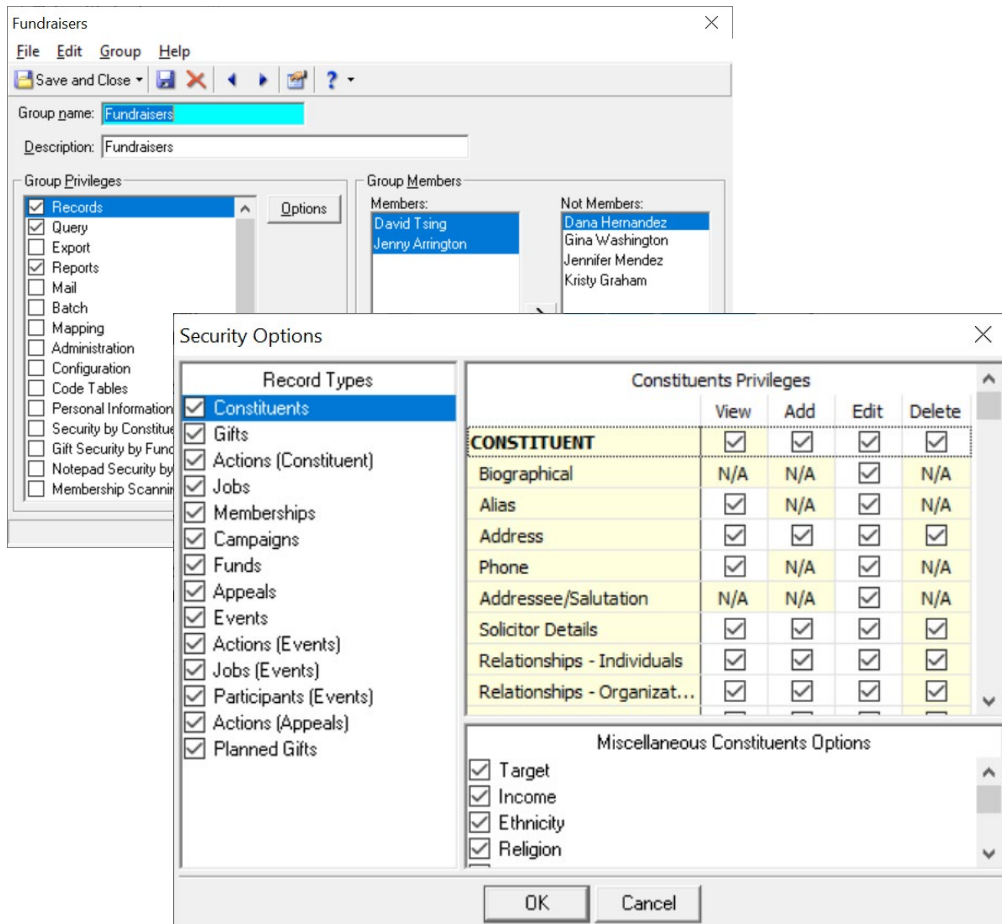 Fundraisers
File Edit Group Help
Save and Close
Group name: Fundraisers
Description: Fundraisers
Group Privileges
Records
Query
Export
Reports
Mail
Batch
Mapping
Administration
Configuration
Code Tables
Personal Information
Security by Constitue
Gift Security by Fund
Notepad Security by
Membership Scannin
Options
Group Members
Members:
David Tsing
Jenny Arrington
Not Members:
Dana Hernandez
Gina Washington
Jennifer Mendez
Kristy Graham
Security Options
Record Types
Constituents
Gifts
Actions (Constituent)
Jobs
Memberships
Campaigns
Funds
Appeals
Events
Actions (Events)
Jobs (Events)
Participants (Events)
Actions (Appeals)
Planned Gifts
Constituents Privileges
View Add Edit Delete
CONSTITUENT
Biographical N/A N/A N/A
Alias N/A N/A
Address
Phone N/A N/A
Addressee/Salutation N/A N/A N/A
Solicitor Details
Relationships - Individuals
Relationships - Organizat...
Miscellaneous Constituents Options
Target
Income
Ethnicity
Religion
OK Cancel